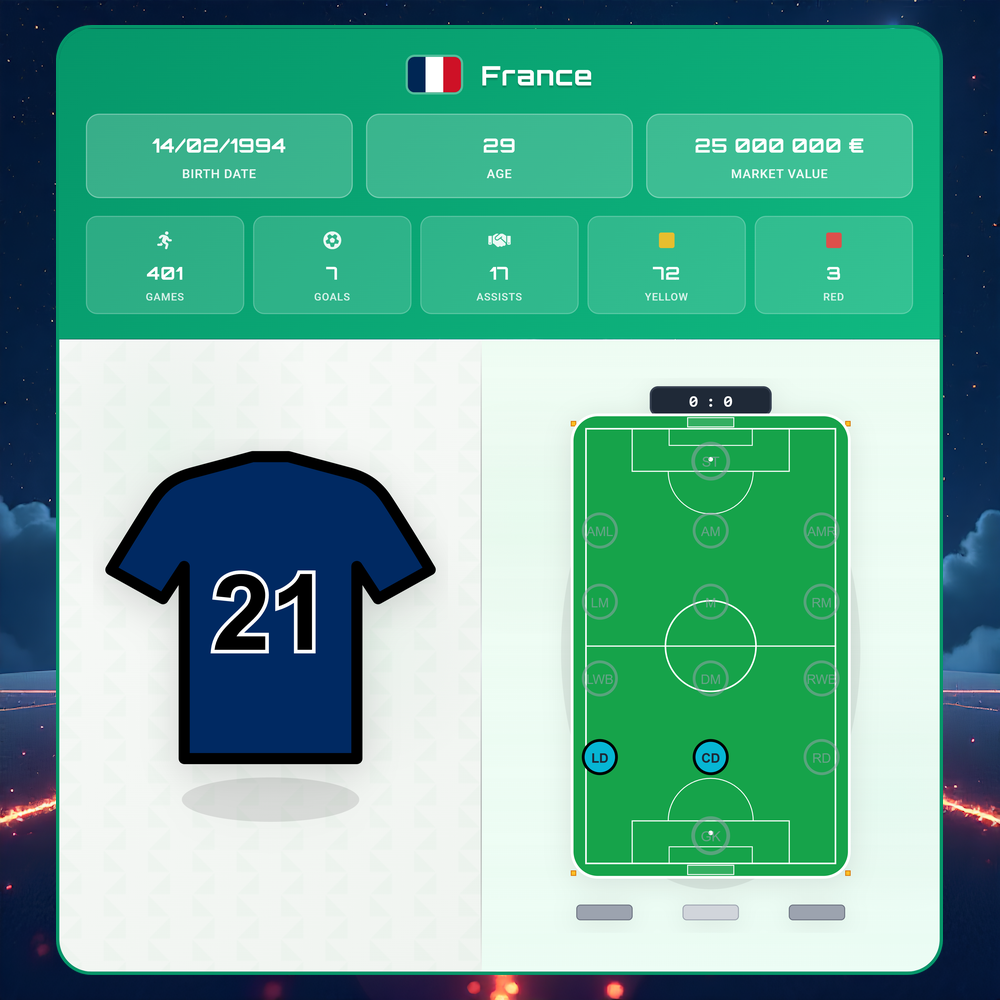 France
14/02/1994
BIRTH DATE
29
AGE
25 000 000 €
MARKET VALUE
401
GAMES
7
GOALS
17
ASSISTS
72
YELLOW
3
RED
21
0 : 0
ST
AML
AM
AMR
LM
M
RM
LWB
DM
RWB
LD
CD
RD
GK